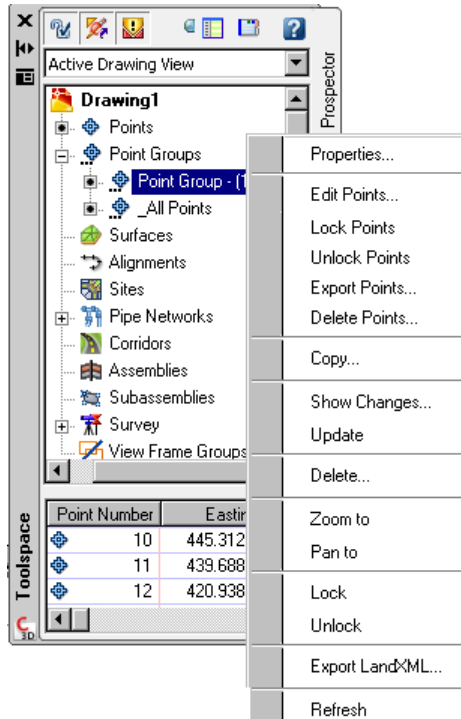 Active Drawing View
Prospector
Drawing1
Points
Point Groups
Point Group - (1
_All Points
Surfaces
Alignments
Sites
Pipe Networks
Corridors
Assemblies
Subassemblies
Survey
View Frame Groups
Point Number Eastin
10 445.312
11 439.688
12 420.938
Toolspace
C 3D
Properties...
Edit Points...
Lock Points
Unlock Points
Export Points...
Delete Points...
Copy...
Show Changes...
Update
Delete...
Zoom to
Pan to
Lock
Unlock
Export LandXML...
Refresh